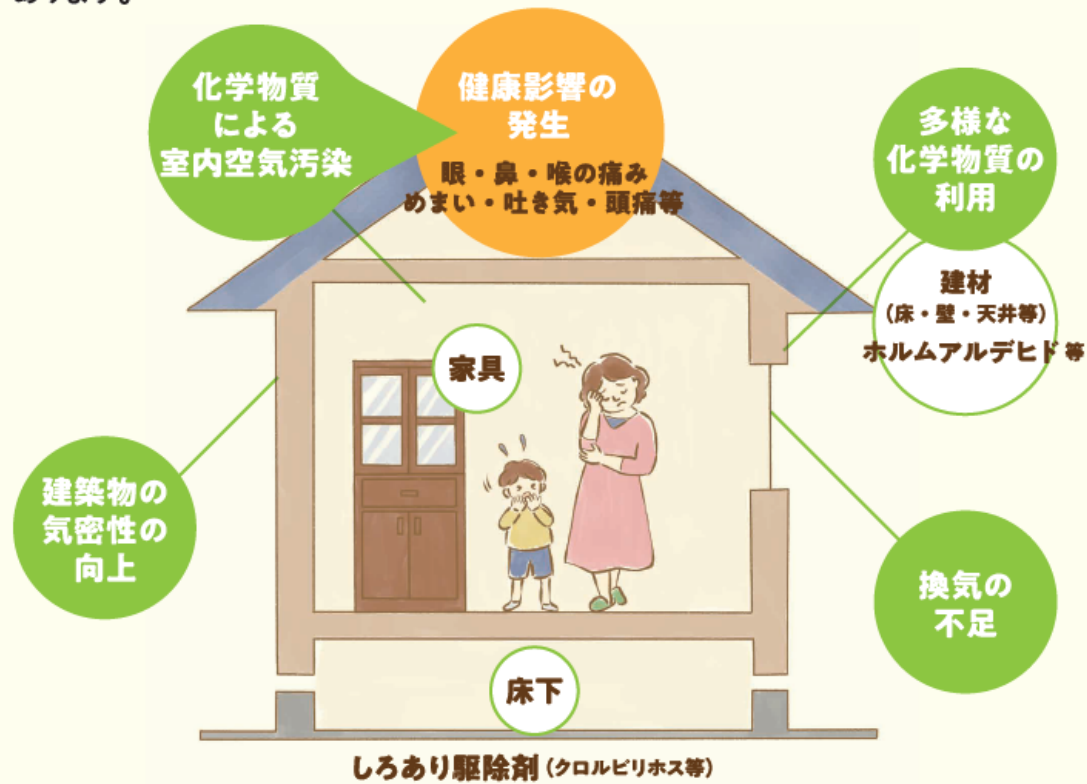 あります。
化学物質
による
室内空気汚染
健康影響の
発生
眼・鼻・喉の痛み
めまい・吐き気・頭痛等
多様な
化学物質の
利用
建材
（床・壁・天井等）
ホルムアルデヒド等
家具
建築物の
気密性の
向上
換気の
不足
床下
しろあり駆除剤（クロルピリホス等）